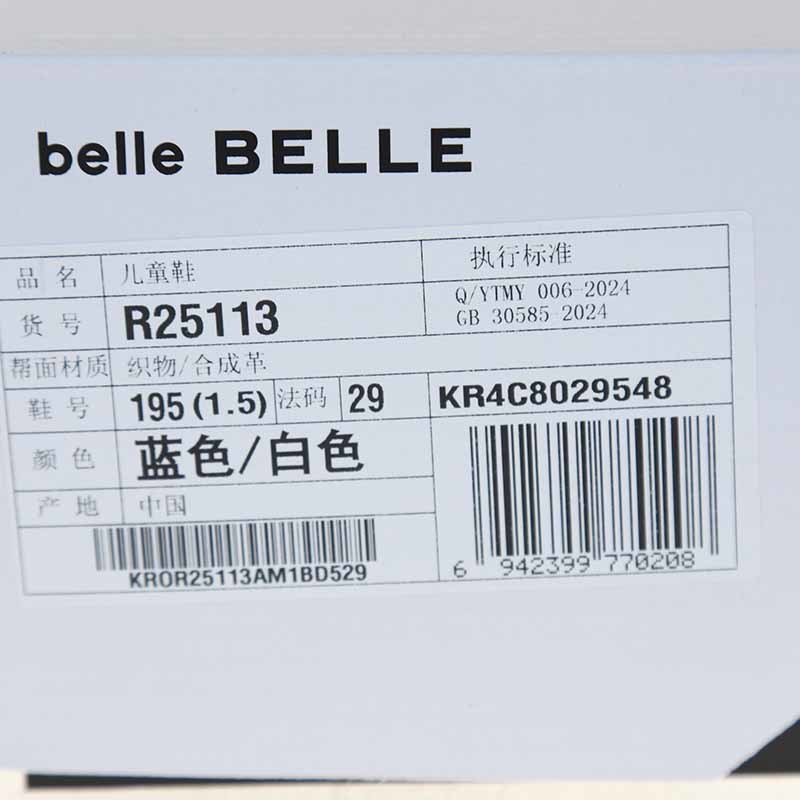 belle BELLE
品 名 儿童鞋 执行标准
货 号 R25113 Q/YTMY 006-2024
GB 30585-2024
帮面材质 织物/合成革
鞋 号 195 (1.5) 法码 29 KR4C8029548
颜 色 蓝色/白色
产 地 中国
KROR25113AM1BD529
6 942399 770208